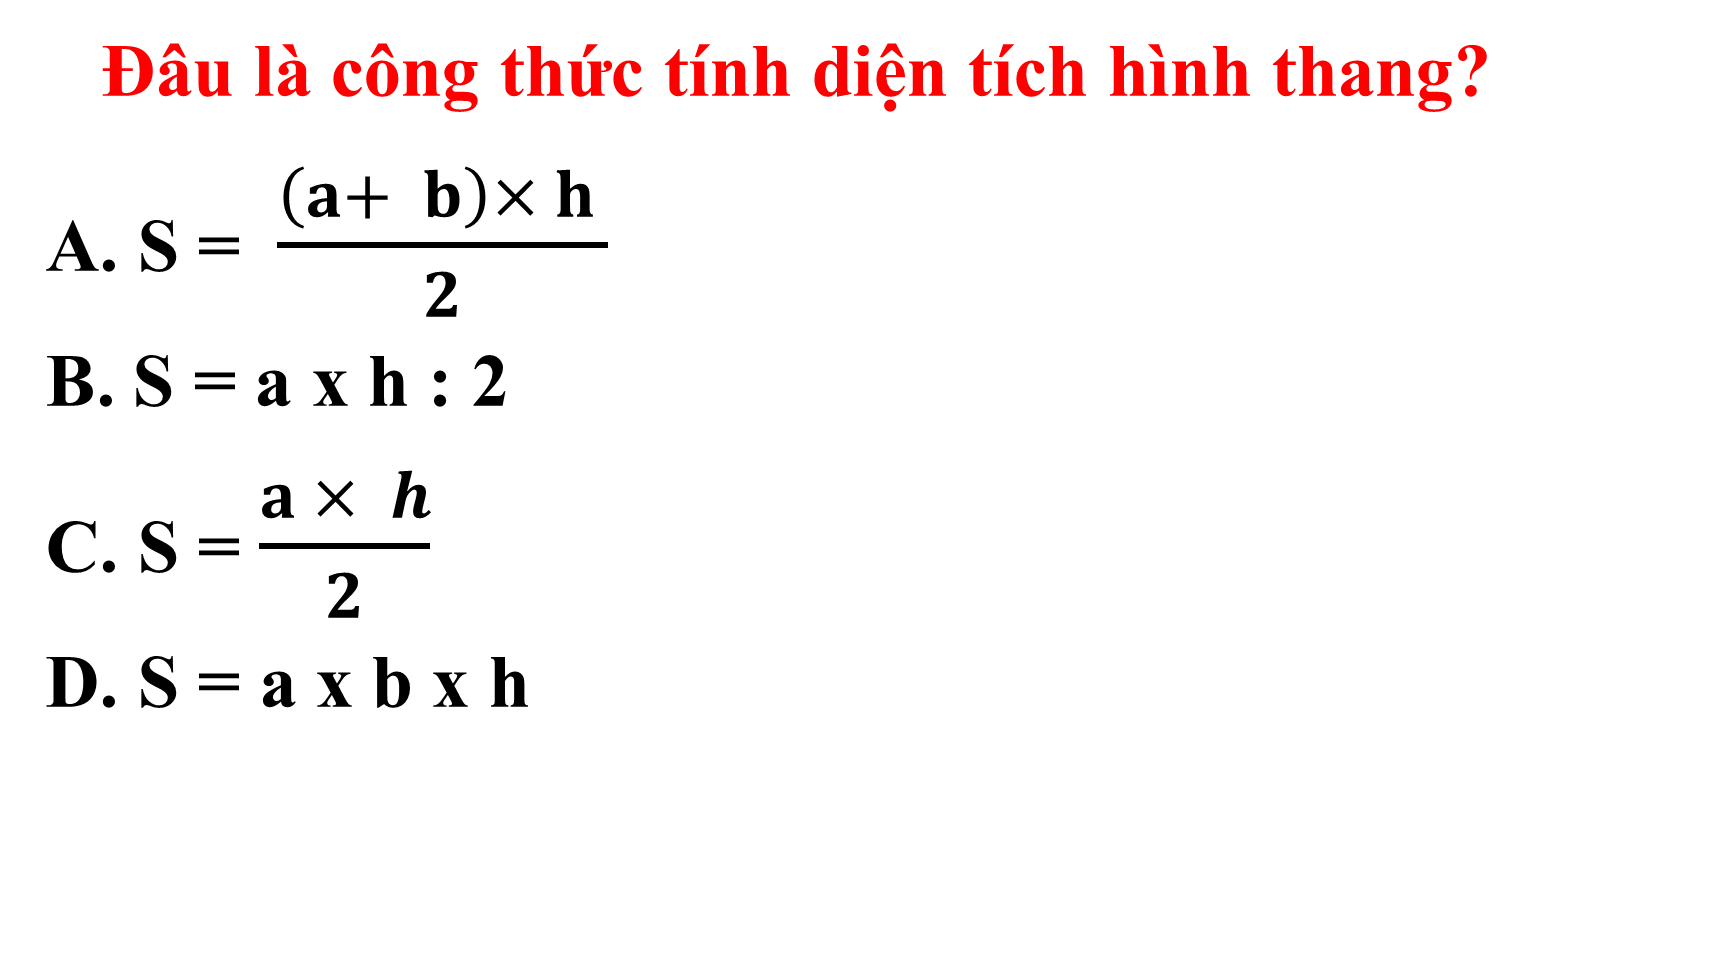 Đâu là công thức tính diện tích hình thang?
A. S = (a+ b)× h / 2
B. S = a x h : 2
C. S = a × h / 2
D. S = a x b x h